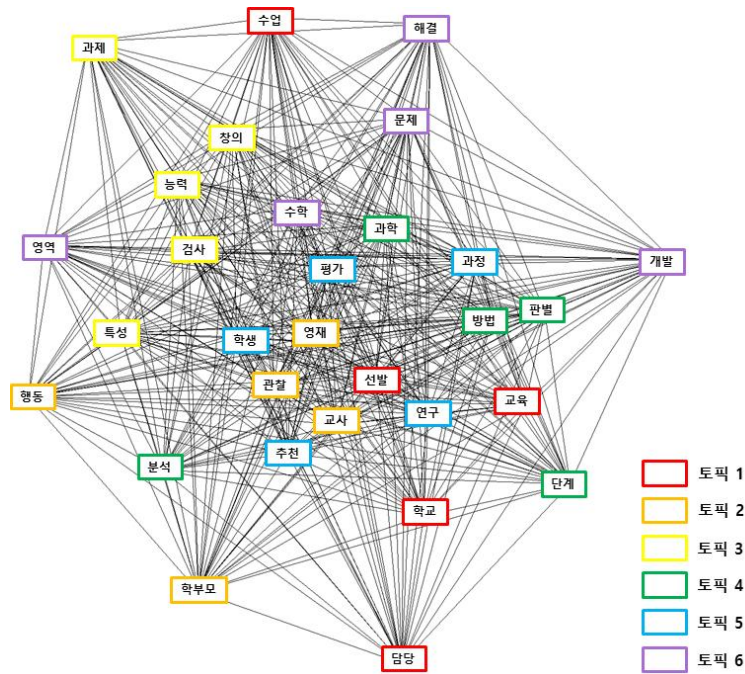 수업
해결
과제
문제
창의
능력
수학
과학
영역
검사
평가
과정
개발
특성
학생
영재
방법
판별
관찰
선발
행동
교사
연구
교육
분석
추천
단계
학교
학부모
담당
토픽 1
토픽 2
토픽 3
토픽 4
토픽 5
토픽 6